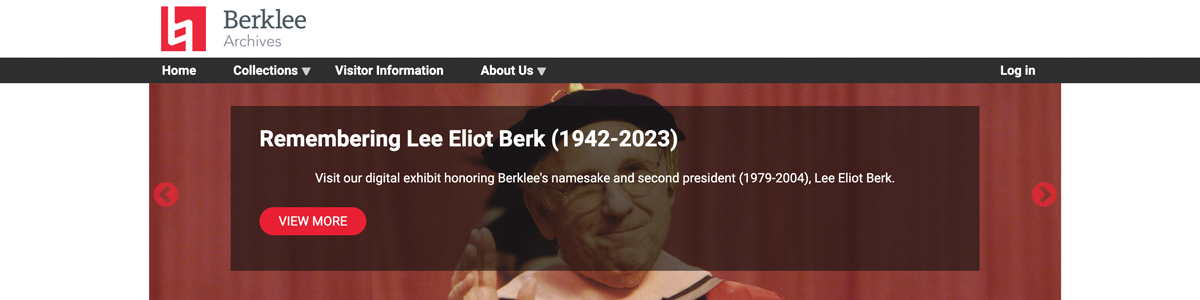 Berklee
Archives
Home Collections Visitor Information About Us Log in
Remembering Lee Eliot Berk (1942-2023)
Visit our digital exhibit honoring Berklee's namesake and second president (1979-2004), Lee Eliot Berk.
VIEW MORE